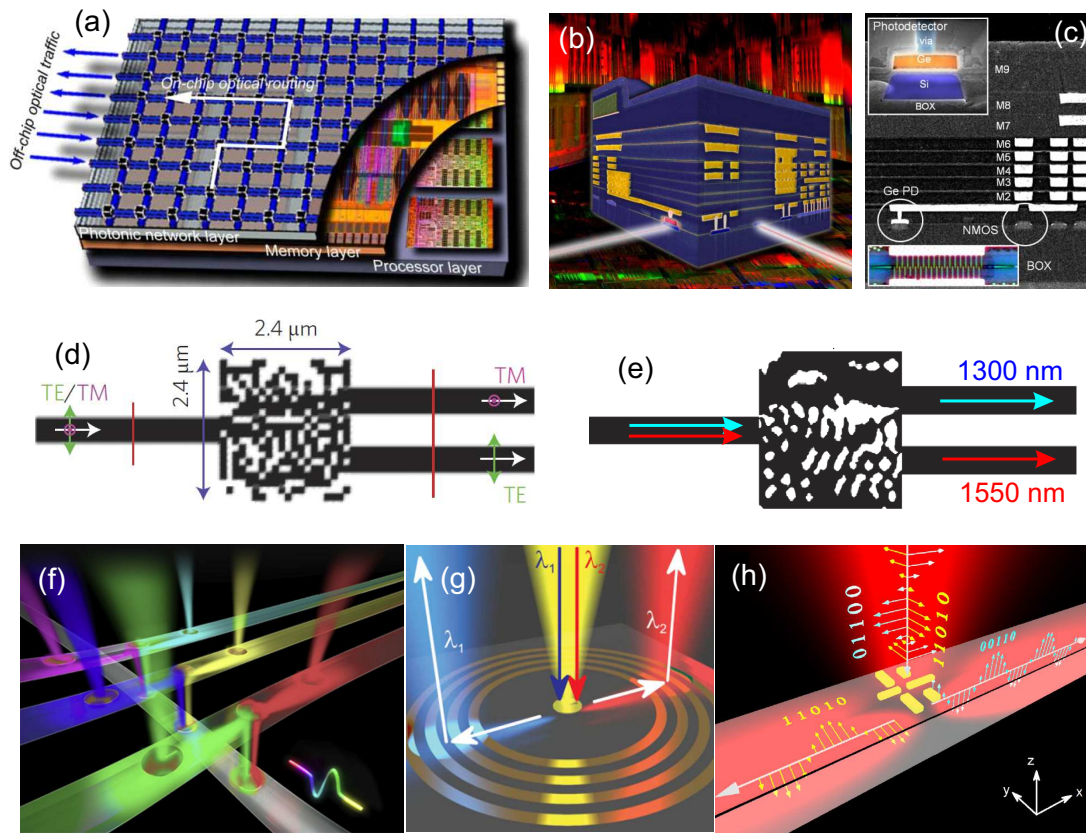 (a)
Off-chip optical traffic
On-chip optical routing
Photonic network layer
Memory layer
Processor layer
(b)
Photodetector
(c)
via
Ge
Si
BOX
M9
M8
M7
M6
M5
M4
M3
M2
Ge PD
NMOS
BOX
(d)
2.4 µm
2.4 µm
TE/TM
TM
TE
(e)
1300 nm
1550 nm
(f)
(g)
λ1
λ2
λ1
λ2
(h)
01100
11010
00110
11010
z
y
x